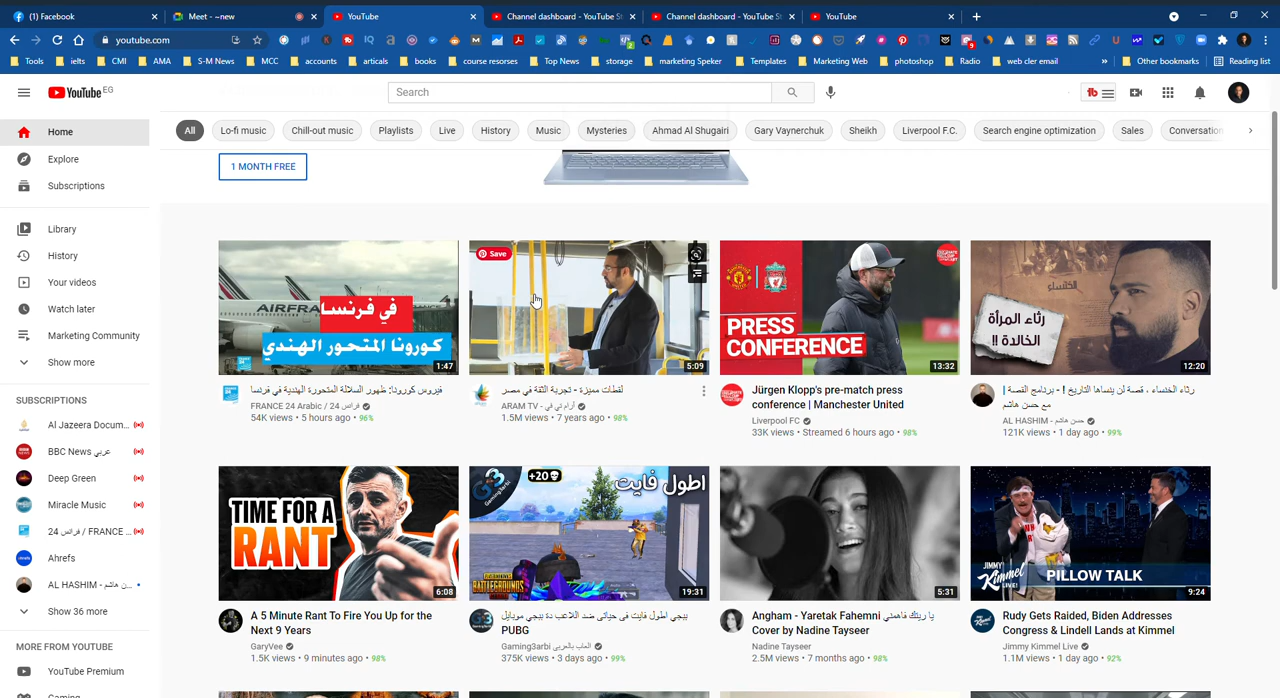 (1) Facebook
Meet - ~new
YouTube
Channel dashboard - YouTube St
Channel dashboard - YouTube St
YouTube
youtube.com
Tools
ielts
CMI
AMA
S-M News
MCC
accounts
articals
books
course resorses
Top News
storage
marketing Speker
Templates
Marketing Web
photoshop
Radio
web cler email
Other bookmarks
Reading list
YouTube EG
Search
All
Lo-fi music
Chill-out music
Playlists
Live
History
Music
Mysteries
Ahmad Al Shugairi
Gary Vaynerchuk
Sheikh
Liverpool F.C.
Search engine optimization
Sales
Conversation
Home
Explore
Subscriptions
Library
History
Your videos
Watch later
Marketing Community
Show more
SUBSCRIPTIONS
Al Jazeera Docum...
BBC News عربي
Deep Green
Miracle Music
FRANCE ... / فرانس 24
Ahrefs
AL HASHIM - ...ـن هاشم
Show 36 more
MORE FROM YOUTUBE
YouTube Premium
Gaming
1 MONTH FREE
AIRFRA
في فرنسا
كورونا المتحور الهندي
1:47
فيروس كورونا: ظهور السلالة المتحورة الهندية في فرنسا
FRANCE 24 Arabic / فرانس 24
54K views • 5 hours ago • 96%
Save
5:09
لقطات مميزة - تجربة الثقة في مصر
ARAM TV - آرام تي في
1.5M views • 7 years ago • 98%
PRESS
CONFERENCE
13:32
Jürgen Klopp's pre-match press
conference | Manchester United
Liverpool FC
33K views • Streamed 6 hours ago • 98%
الخنساء
رثاء المرأة
الخالدة !!
12:20
رثاء الخنساء ، قصة لن ينساها التاريخ ! - برنامج القصة |
مع حسن هاشم
AL HASHIM - حسن هاشم
121K views • 1 day ago • 99%
TIME FOR A
RANT
6:08
A 5 Minute Rant To Fire You Up for the
Next 9 Years
GaryVee
1.5K views • 9 minutes ago • 98%
G3
Gaming3arbi
+20
اطول فايت
BATTLEGROUNDS
19:31
ببجي اطول فايت فى حياتى ضد اللاعب دة ببجي موبايل
PUBG
Gaming3arbi العاب بالعربي
375K views • 3 days ago • 99%
5:31
Angham - Yaretak Fahemni يا ريتك فاهمني
Cover by Nadine Tayseer
Nadine Tayseer
2.5M views • 7 months ago • 98%
JIMMY
Kimmel
LIVE!
PILLOW TALK
9:24
Rudy Gets Raided, Biden Addresses
Congress & Lindell Lands at Kimmel
Jimmy Kimmel Live
1.1M views • 1 day ago • 92%